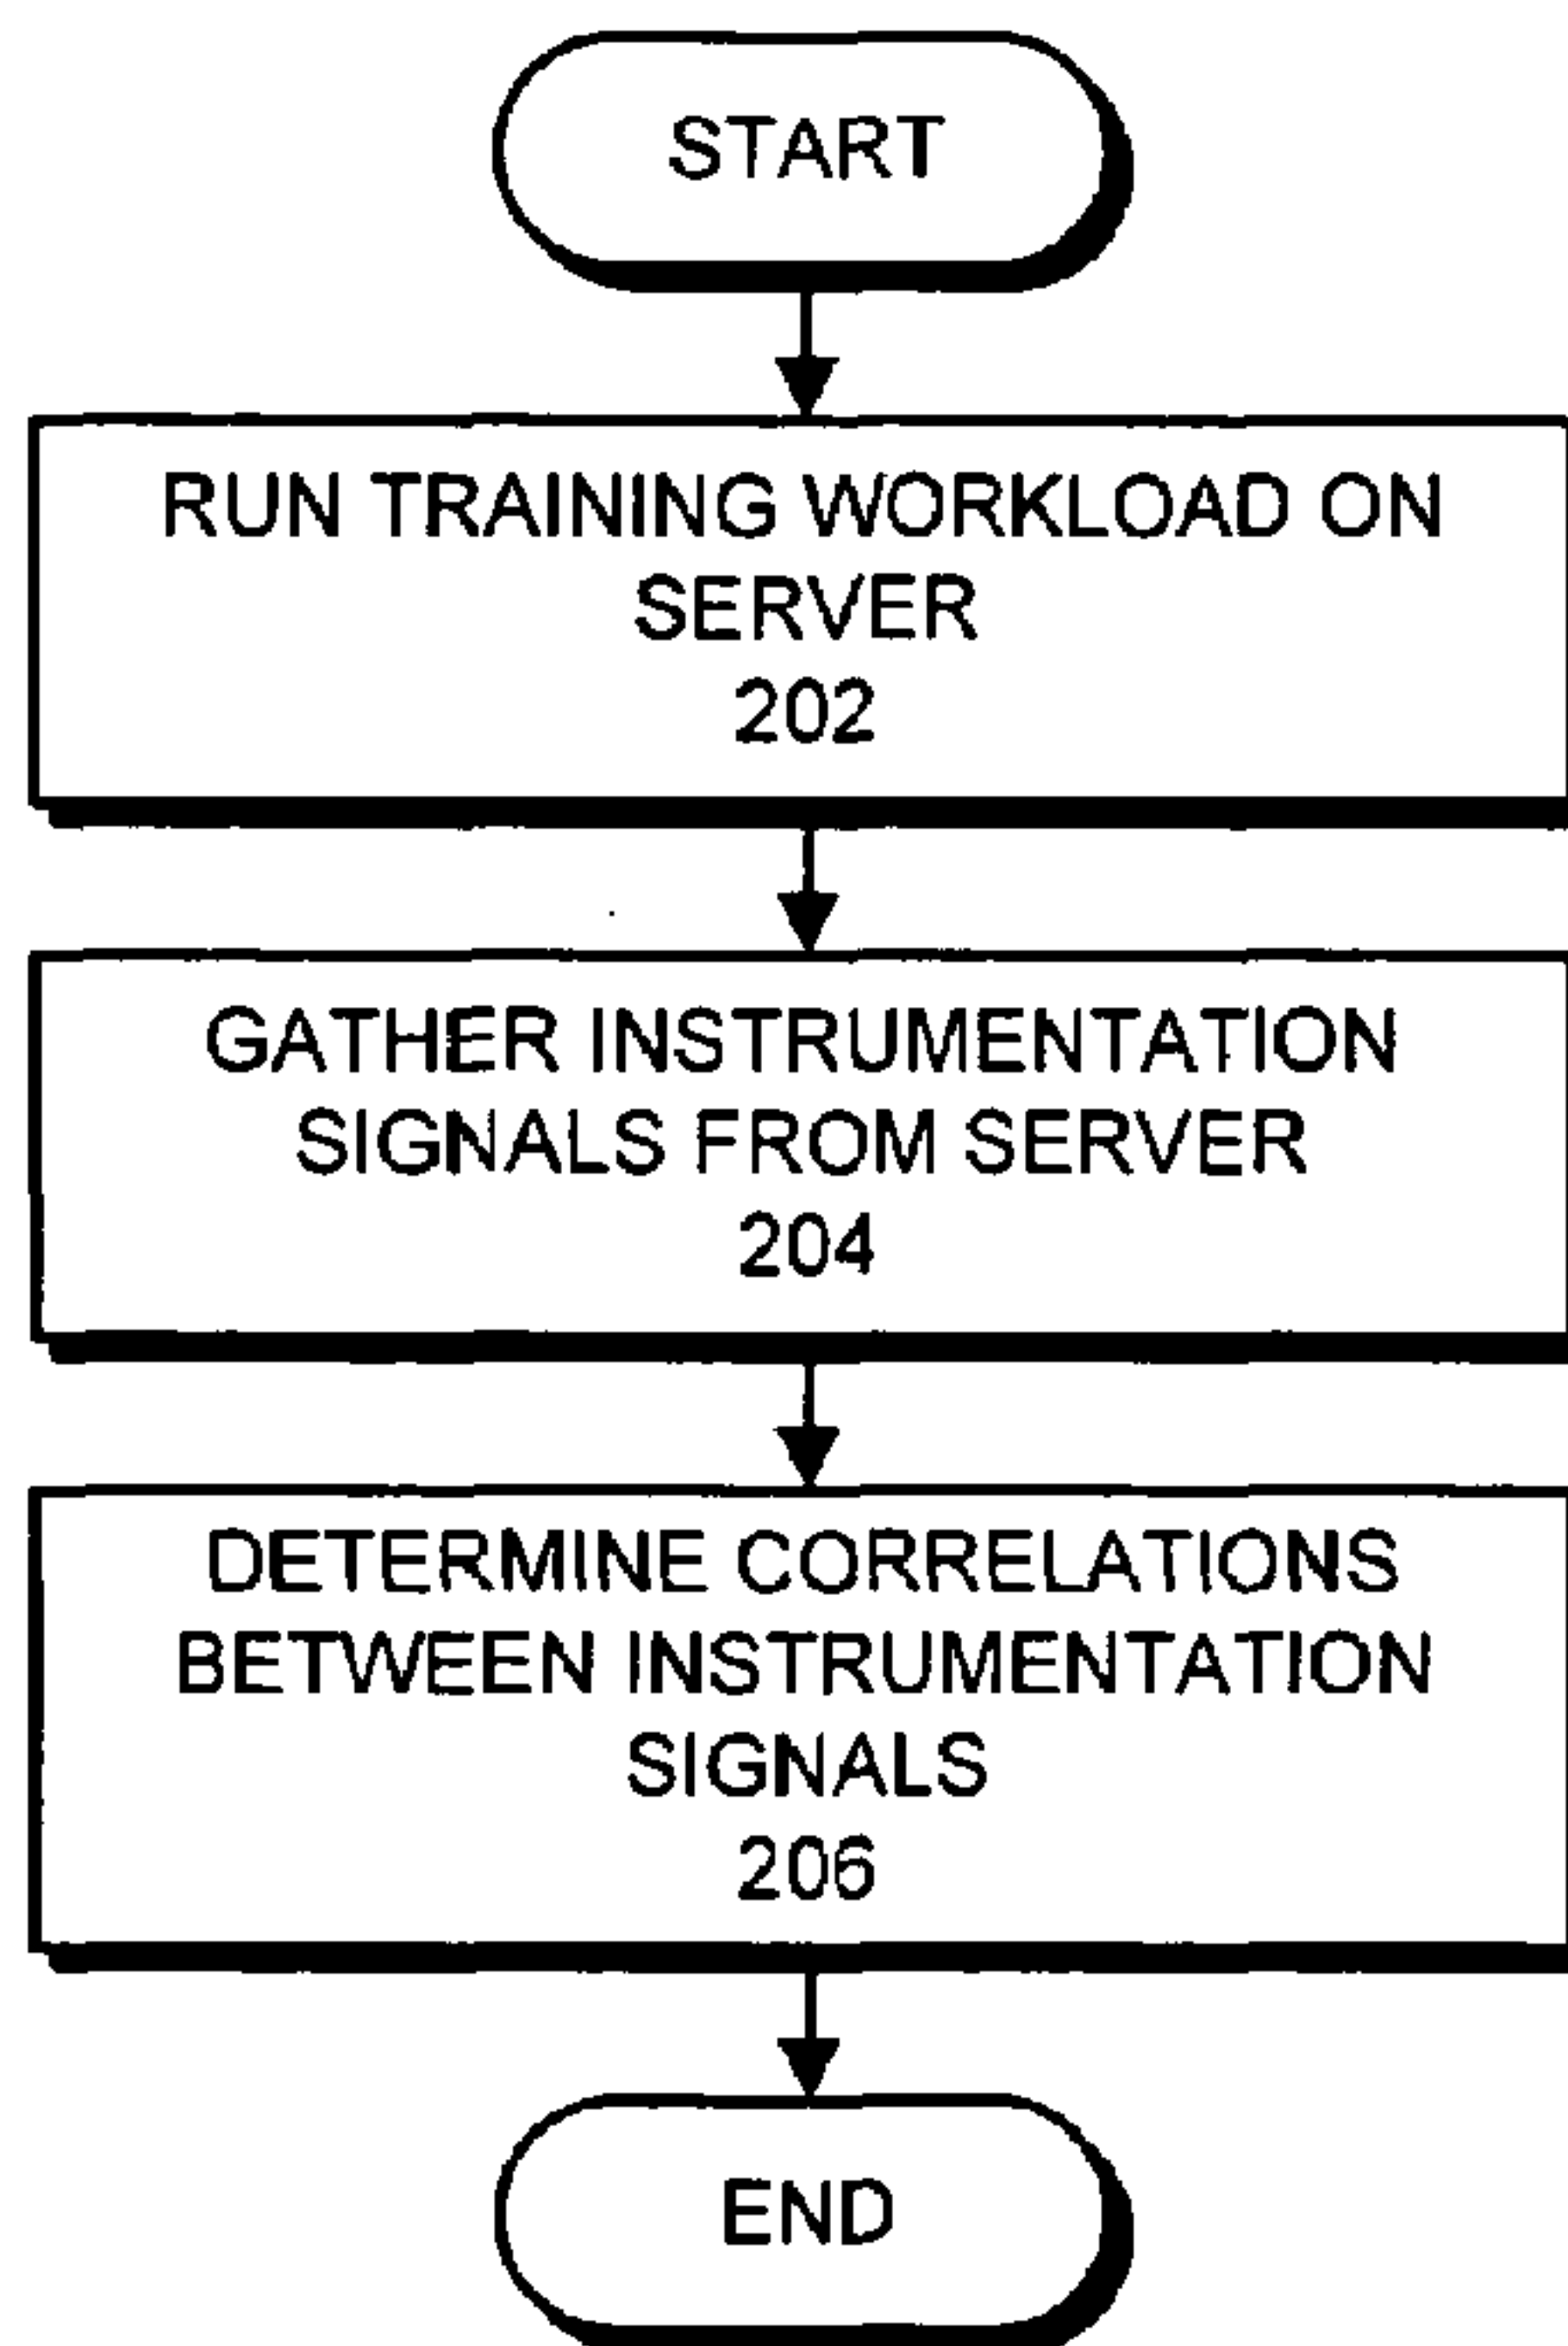 START
RUN TRAINING WORKLOAD ON
SERVER
202
GATHER INSTRUMENTATION
SIGNALS FROM SERVER
204
DETERMINE CORRELATIONS
BETWEEN INSTRUMENTATION
SIGNALS
206
END